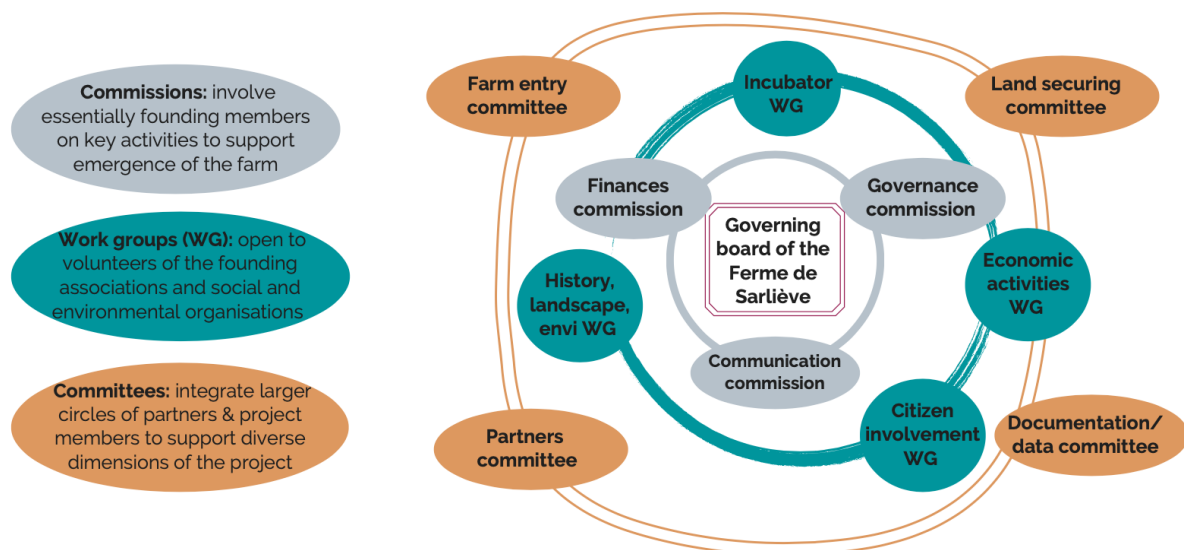 Commissions: involve
essentially founding members
on key activities to support
emergence of the farm
Work groups (WG): open to
volunteers of the founding
associations and social and
environmental organisations
Committees: integrate larger
circles of partners & project
members to support diverse
dimensions of the project
Farm entry
committee
Incubator
WG
Land securing
committee
Finances
commission
Governance
commission
Governing
board of the
Ferme de
Sarliève
History,
landscape,
envi WG
Economic
activities
WG
Communication
commission
Partners
committee
Citizen
involvement
WG
Documentation/
data committee